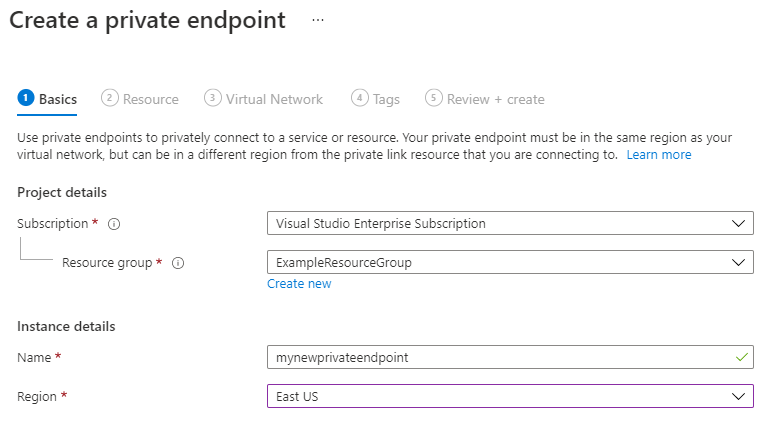 Create a private endpoint ...
1 Basics 2 Resource 3 Virtual Network 4 Tags 5 Review + create
Use private endpoints to privately connect to a service or resource. Your private endpoint must be in the same region as your
virtual network, but can be in a different region from the private link resource that you are connecting to. Learn more
Project details
Subscription * Visual Studio Enterprise Subscription
Resource group * ExampleResourceGroup
Create new
Instance details
Name * mynewprivateendpoint
Region * East US